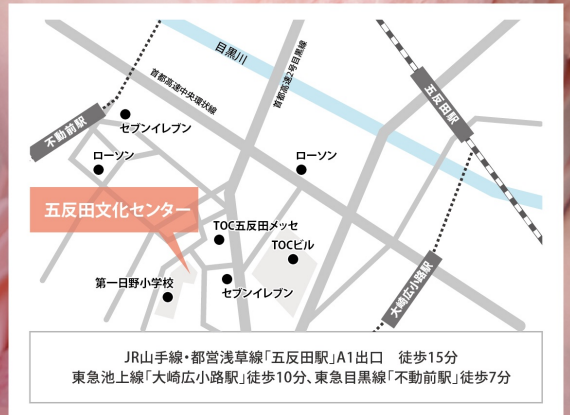 目黒川
首都高速2号目黒線
首都高速中央環状線
五反田駅
不動前駅
セブンイレブン
ローソン
ローソン
五反田文化センター
TOC五反田メッセ
TOCビル
第一日野小学校
セブンイレブン
大崎広小路駅
JR山手線・都営浅草線「五反田駅」A1出口　徒歩15分
東急池上線「大崎広小路駅」徒歩10分、東急目黒線「不動前駅」徒歩7分